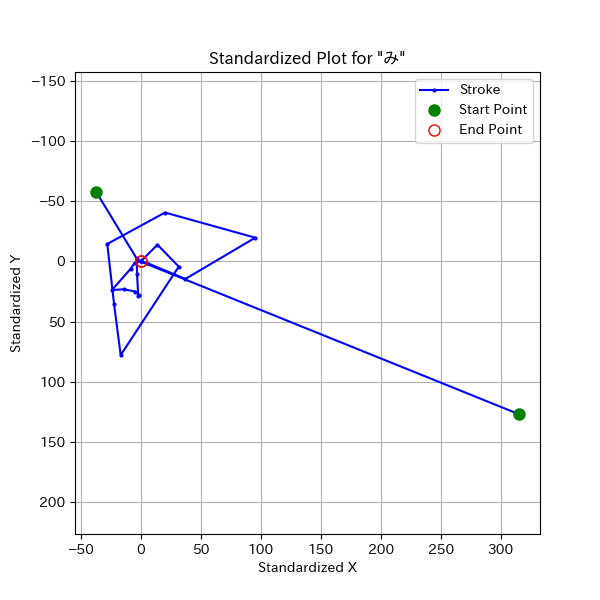 Standardized Plot for "み"
Stroke
Start Point
End Point
−150
−100
−50
0
50
100
150
200
Standardized Y
−50 0 50 100 150 200 250 300
Standardized X